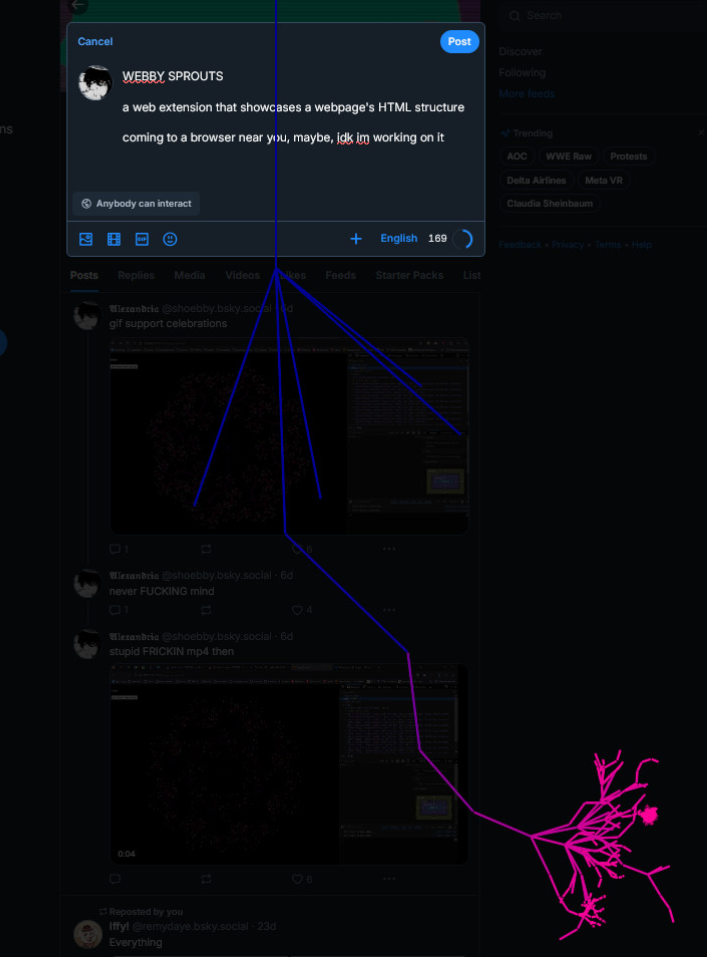 Search
Cancel
Post
WEBBY SPROUTS
a web extension that showcases a webpage's HTML structure
coming to a browser near you, maybe, idk im working on it
Anybody can interact
GIF
English 169
Discover
Following
More feeds
Trending
AOC WWE Raw Protests
Delta Airlines Meta VR
Claudia Sheinbaum
Feedback • Privacy • Terms • Help
ns
Posts Replies Media Videos Likes Feeds Starter Packs List
𝕬𝖑𝖊𝖝𝖆𝖓𝖉𝖗𝖎𝖆 @shoebby.bsky.social · 6d
gif support celebrations
1 6
𝕬𝖑𝖊𝖝𝖆𝖓𝖉𝖗𝖎𝖆 @shoebby.bsky.social · 6d
never FUCKING mind
1 4
𝕬𝖑𝖊𝖝𝖆𝖓𝖉𝖗𝖎𝖆 @shoebby.bsky.social · 6d
stupid FRICKIN mp4 then
0:04
6
Reposted by you
Iffy! @remydaye.bsky.social · 23d
Everything